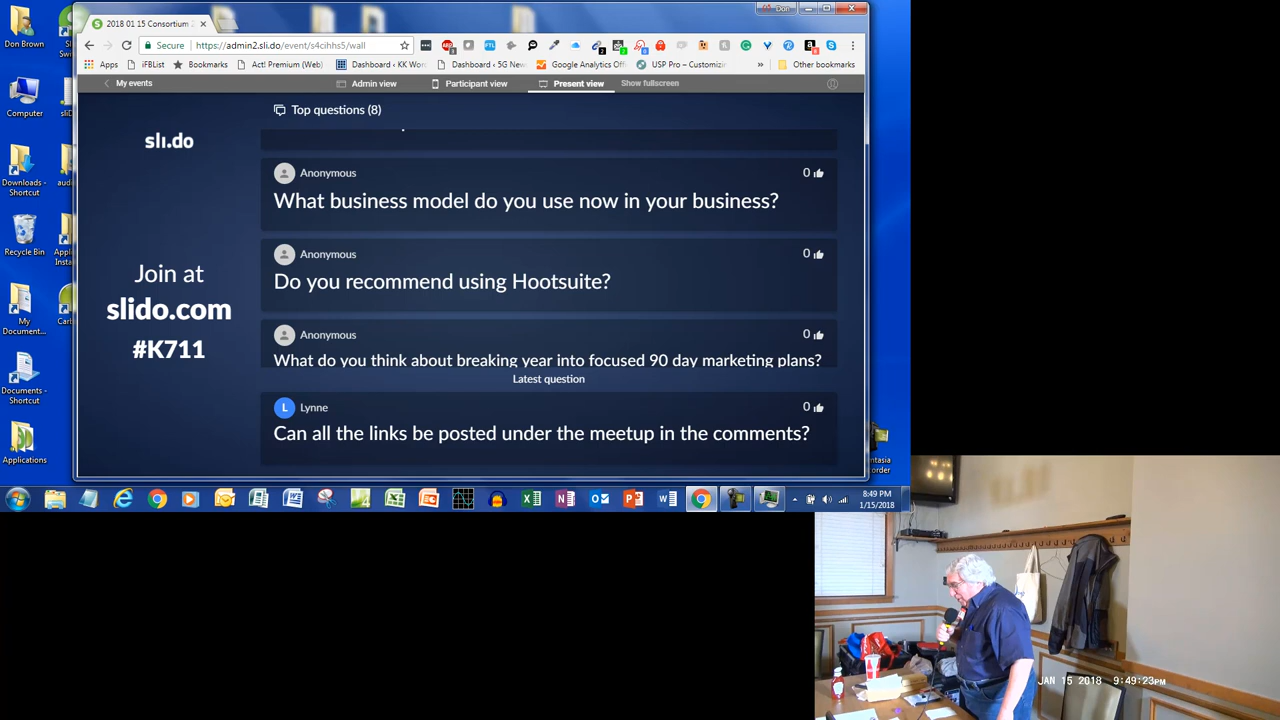 Don Brown
Computer
Downloads -
Shortcut
Recycle Bin
My
Document...
Documents -
Shortcut
Applications
2018 01 15 Consortium
Don
Secure
https://admin2.sli.do/event/s4cihhs5/wall
Apps
iFBList
Bookmarks
Act! Premium (Web)
Dashboard ‹ KK Wor
Dashboard ‹ 5G New
Google Analytics Off
USP Pro – Customizin
»
Other bookmarks
My events
Admin view
Participant view
Present view
Show fullscreen
Top questions (8)
sli.do
Anonymous
0
What business model do you use now in your business?
Anonymous
0
Do you recommend using Hootsuite?
Anonymous
0
What do you think about breaking year into focused 90 day marketing plans?
Latest question
L
Lynne
0
Can all the links be posted under the meetup in the comments?
Join at
slido.com
#K711
8:49 PM
1/15/2018
JAN 15 2018 9:49:23PM